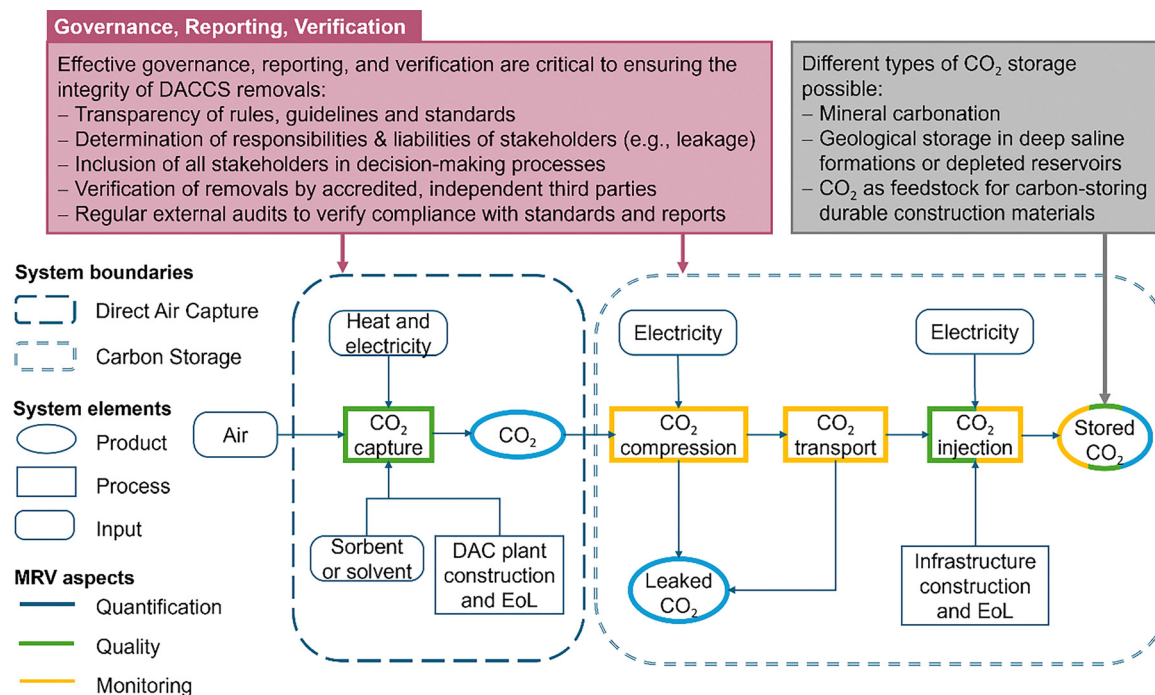 Governance, Reporting, Verification
Effective governance, reporting, and verification are critical to ensuring the
integrity of DACCS removals:
– Transparency of rules, guidelines and standards
– Determination of responsibilities & liabilities of stakeholders (e.g., leakage)
– Inclusion of all stakeholders in decision-making processes
– Verification of removals by accredited, independent third parties
– Regular external audits to verify compliance with standards and reports
Different types of CO₂ storage
possible:
– Mineral carbonation
– Geological storage in deep saline
formations or depleted reservoirs
– CO₂ as feedstock for carbon-storing
durable construction materials
System boundaries
Direct Air Capture
Carbon Storage
System elements
Product
Process
Input
MRV aspects
Quantification
Quality
Monitoring
Air
Heat and
electricity
CO₂
capture
Sorbent
or solvent
DAC plant
construction
and EoL
CO₂
Electricity
CO₂
compression
Leaked
CO₂
CO₂
transport
Electricity
CO₂
injection
Infrastructure
construction
and EoL
Stored
CO₂